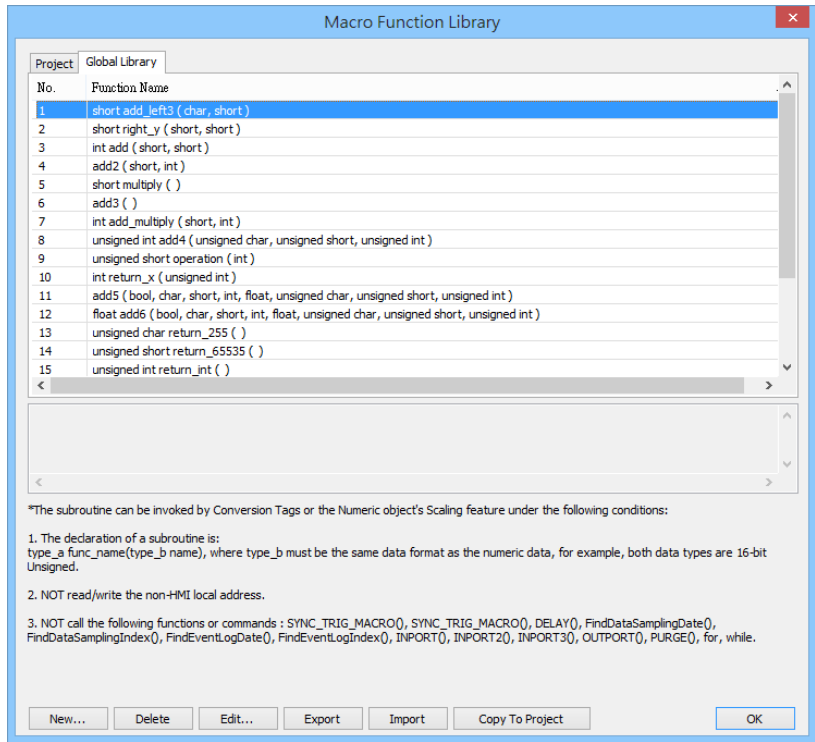 Macro Function Library
Project Global Library
No. Function Name
1 short add_left3 ( char, short )
2 short right_y ( short, short )
3 int add ( short, short )
4 add2 ( short, int )
5 short multiply ( )
6 add3 ( )
7 int add_multiply ( short, int )
8 unsigned int add4 ( unsigned char, unsigned short, unsigned int )
9 unsigned short operation ( int )
10 int return_x ( unsigned int )
11 add5 ( bool, char, short, int, float, unsigned char, unsigned short, unsigned int )
12 float add6 ( bool, char, short, int, float, unsigned char, unsigned short, unsigned int )
13 unsigned char return_255 ( )
14 unsigned short return_65535 ( )
15 unsigned int return_int ( )
*The subroutine can be invoked by Conversion Tags or the Numeric object's Scaling feature under the following conditions:
1. The declaration of a subroutine is:
type_a func_name(type_b name), where type_b must be the same data format as the numeric data, for example, both data types are 16-bit
Unsigned.
2. NOT read/write the non-HMI local address.
3. NOT call the following functions or commands : SYNC_TRIG_MACRO(), SYNC_TRIG_MACRO(), DELAY(), FindDataSamplingDate(),
FindDataSamplingIndex(), FindEventLogDate(), FindEventLogIndex(), INPORT(), INPORT2(), INPORT3(), OUTPORT(), PURGE(), for, while.
New... Delete Edit... Export Import Copy To Project OK